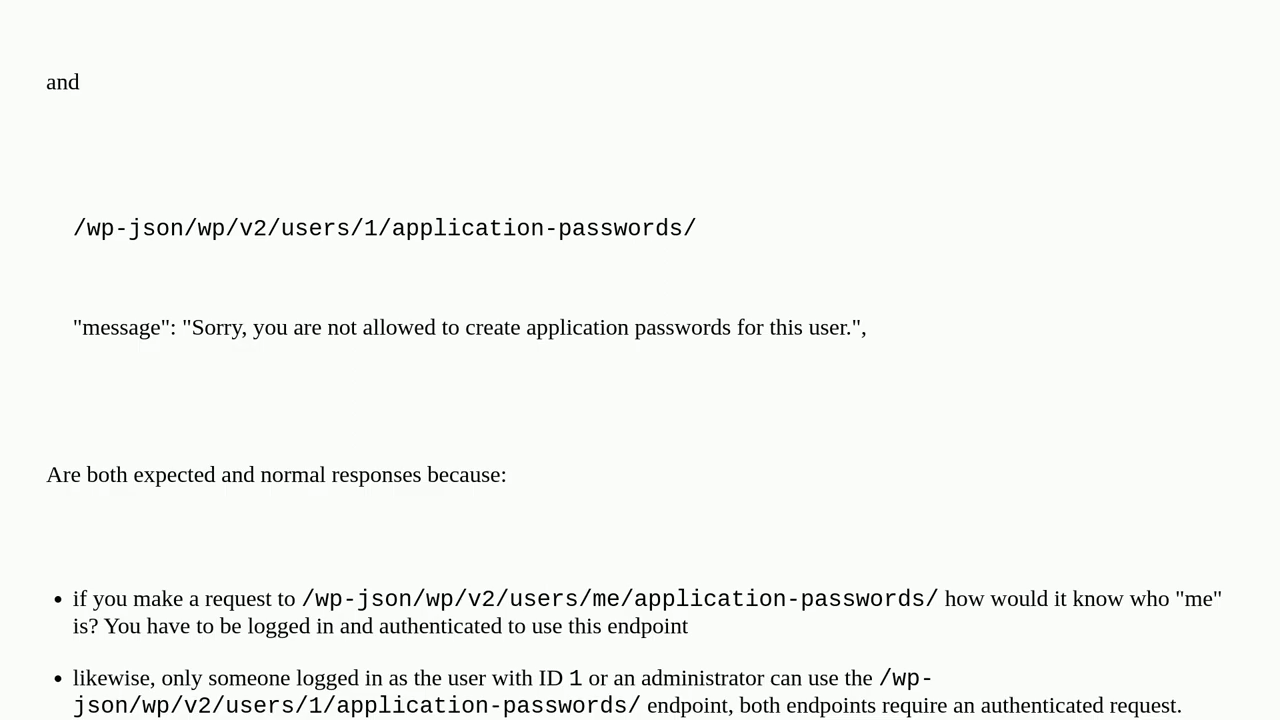 and
/wp-json/wp/v2/users/1/application-passwords/
"message": "Sorry, you are not allowed to create application passwords for this user.",
Are both expected and normal responses because:
• if you make a request to /wp-json/wp/v2/users/me/application-passwords/ how would it know who "me"
is? You have to be logged in and authenticated to use this endpoint
• likewise, only someone logged in as the user with ID 1 or an administrator can use the /wp-
json/wp/v2/users/1/application-passwords/ endpoint, both endpoints require an authenticated request.